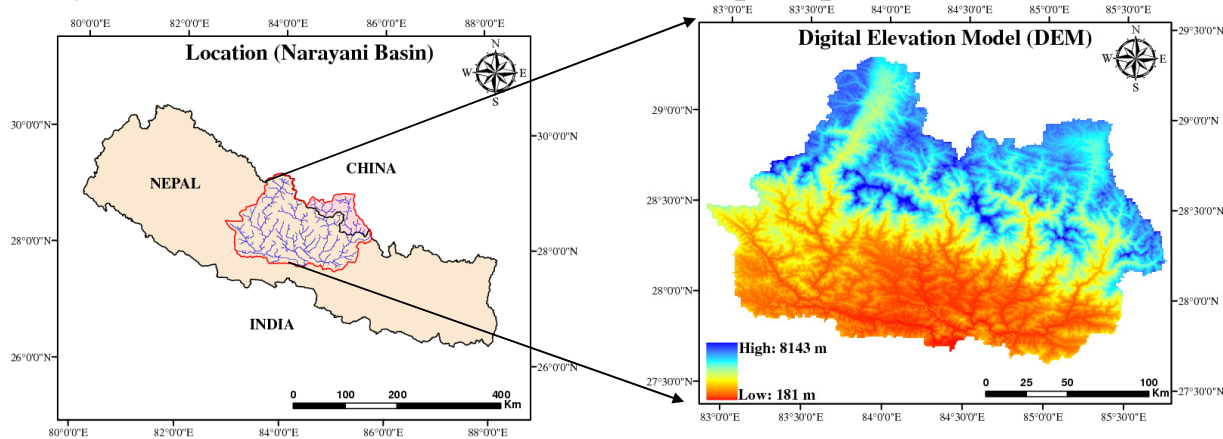 80°0'0"E 82°0'0"E 84°0'0"E 86°0'0"E 88°0'0"E
Location (Narayani Basin)
N
W E
S
30°0'0"N
30°0'0"N
CHINA
NEPAL
28°0'0"N
28°0'0"N
INDIA
26°0'0"N
26°0'0"N
0 100 200 400
Km
80°0'0"E 82°0'0"E 84°0'0"E 86°0'0"E 88°0'0"E
83°0'0"E 83°30'0"E 84°0'0"E 84°30'0"E 85°0'0"E 85°30'0"E
29°30'0"N
Digital Elevation Model (DEM)
N
W E
S
29°0'0"N
29°0'0"N
28°30'0"N
28°30'0"N
28°0'0"N
28°0'0"N
High: 8143 m
Low: 181 m
27°30'0"N
27°30'0"N
0 25 50 100
Km
83°0'0"E 83°30'0"E 84°0'0"E 84°30'0"E 85°0'0"E 85°30'0"E